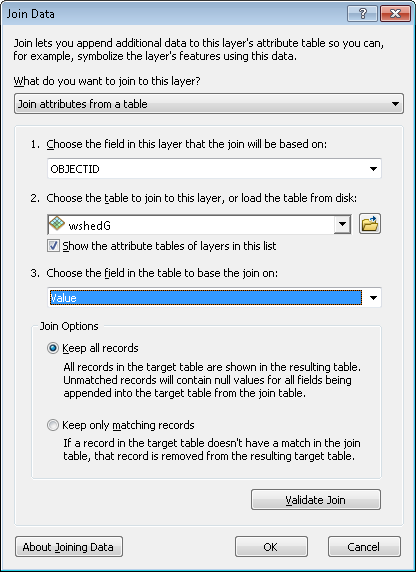 Join Data
Join lets you append additional data to this layer's attribute table so you can,
for example, symbolize the layer's features using this data.
What do you want to join to this layer?
Join attributes from a table
1. Choose the field in this layer that the join will be based on:
OBJECTID
2. Choose the table to join to this layer, or load the table from disk:
wshedG
Show the attribute tables of layers in this list
3. Choose the field in the table to base the join on:
Value
Join Options
Keep all records
All records in the target table are shown in the resulting table.
Unmatched records will contain null values for all fields being
appended into the target table from the join table.
Keep only matching records
If a record in the target table doesn't have a match in the join
table, that record is removed from the resulting target table.
Validate Join
About Joining Data
OK
Cancel